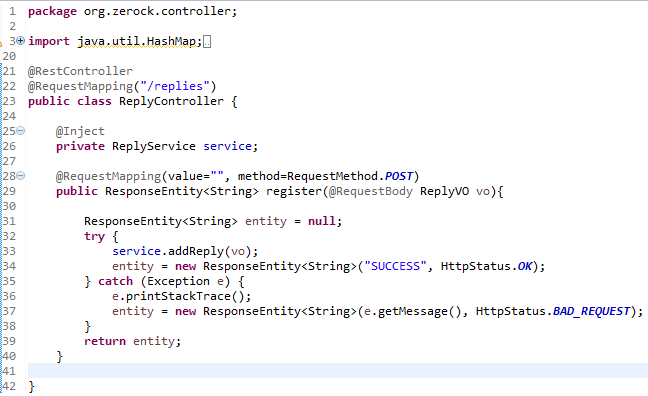 1 package org.zerock.controller;
2
3 import java.util.HashMap;
20
21 @RestController
22 @RequestMapping("/replies")
23 public class ReplyController {
24
25     @Inject
26     private ReplyService service;
27
28     @RequestMapping(value="", method=RequestMethod.POST)
29     public ResponseEntity<String> register(@RequestBody ReplyVO vo){
30
31         ResponseEntity<String> entity = null;
32         try {
33             service.addReply(vo);
34             entity = new ResponseEntity<String>("SUCCESS", HttpStatus.OK);
35         } catch (Exception e) {
36             e.printStackTrace();
37             entity = new ResponseEntity<String>(e.getMessage(), HttpStatus.BAD_REQUEST);
38         }
39         return entity;
40     }
41
42 }